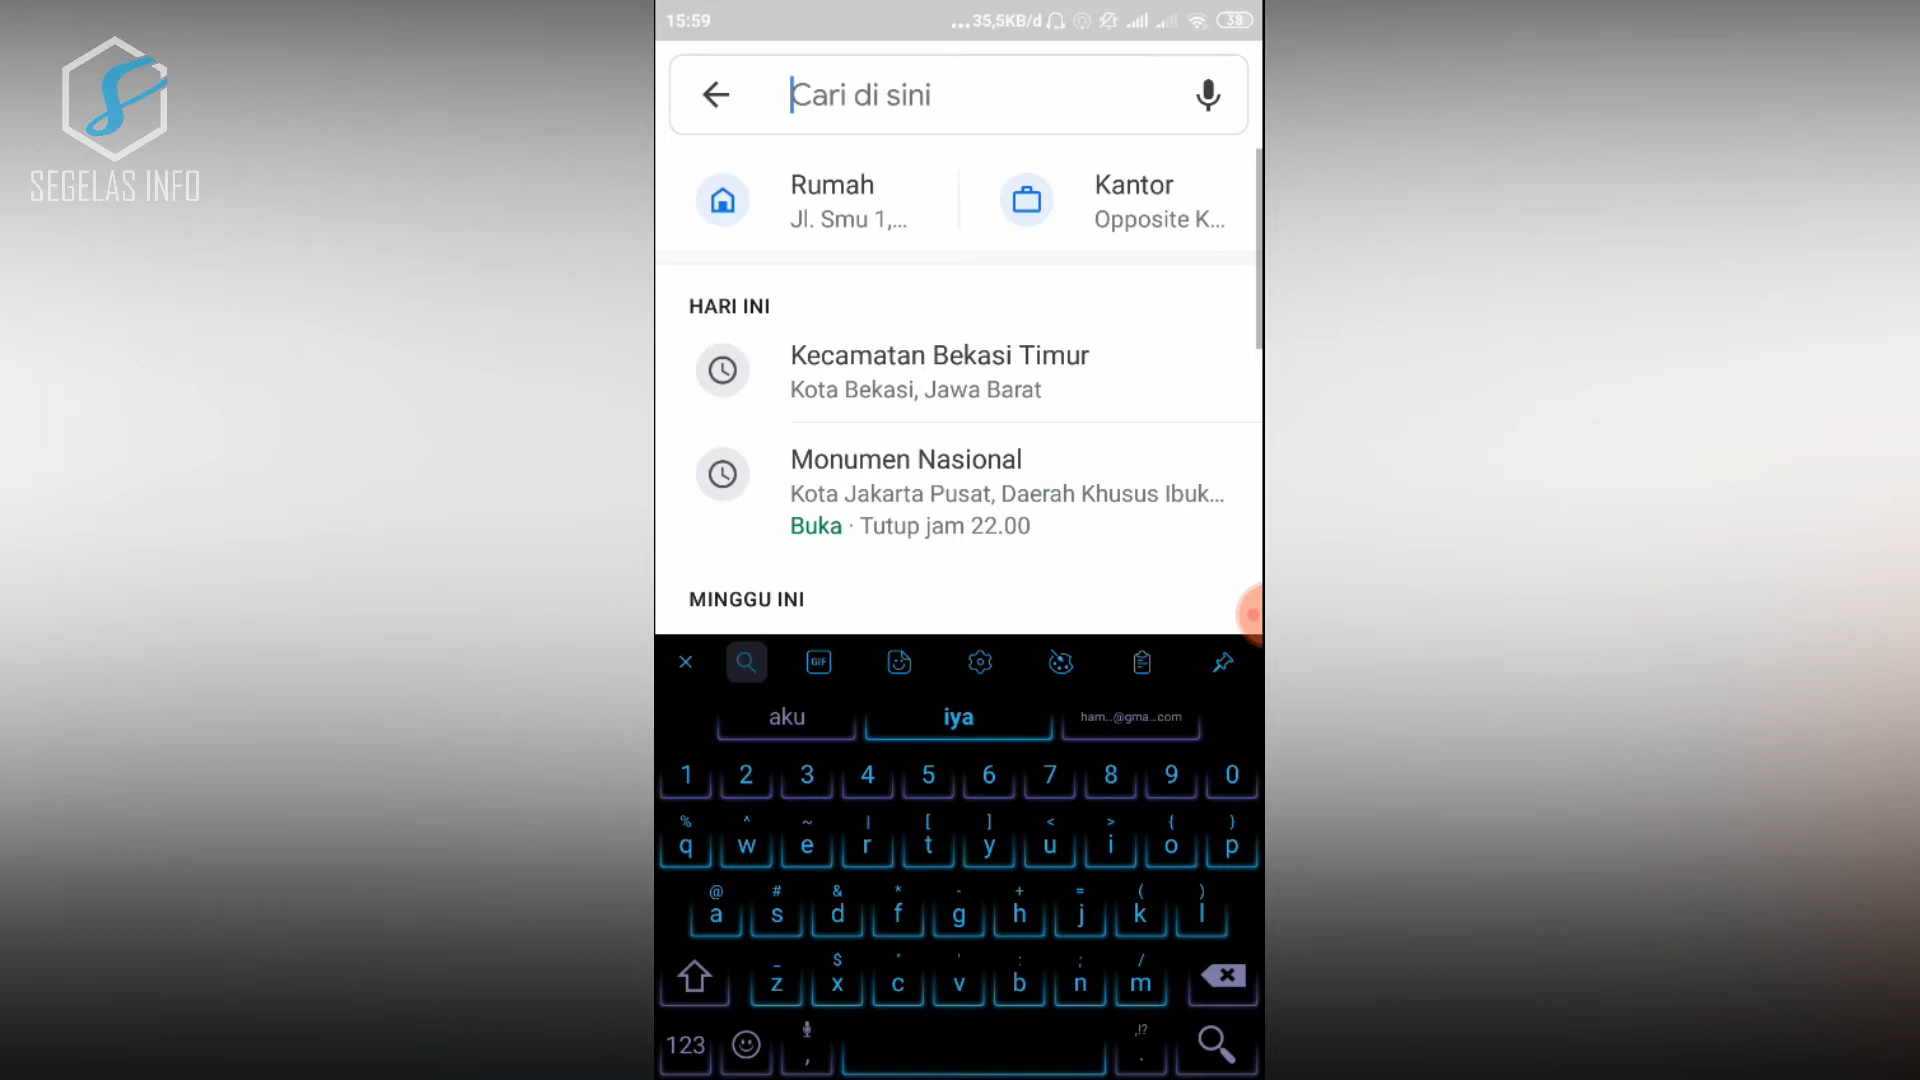 SEGELAS INFO
15:59
...35,5KB/d
38
Cari di sini
Rumah
Jl. Smu 1,...
Kantor
Opposite K...
HARI INI
Kecamatan Bekasi Timur
Kota Bekasi, Jawa Barat
Monumen Nasional
Kota Jakarta Pusat, Daerah Khusus Ibuk...
Buka · Tutup jam 22.00
MINGGU INI
GIF
aku iya ham...@gma...com
1 2 3 4 5 6 7 8 9 0
% ^ ~ | [ ] < > { }
q w e r t y u i o p
@ # & * - + = ( )
a s d f g h j k l
_ $ " ' : ; /
z x c v b n m
,!?
123 , .